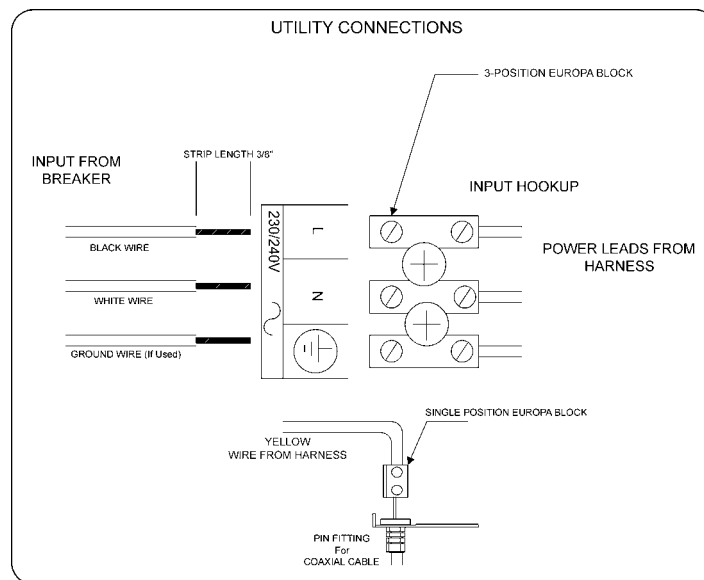 UTILITY CONNECTIONS
3-POSITION EUROPA BLOCK
STRIP LENGTH 3/8"
INPUT FROM
BREAKER
INPUT HOOKUP
230/240V
L
BLACK WIRE
POWER LEADS FROM
HARNESS
N
WHITE WIRE
GROUND WIRE (If Used)
SINGLE POSITION EUROPA BLOCK
YELLOW
WIRE FROM HARNESS
PIN FITTING
For
COAXIAL CABLE